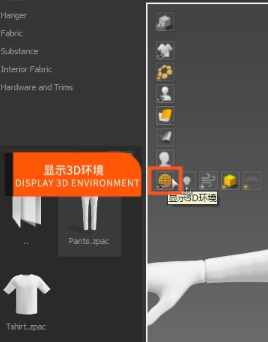 Hanger
Fabric
Substance
Interior Fabric
Hardware and Trims
显示3D环境
DISPLAY 3D ENVIRONMENT
显示3D环境
..
Pants.zpac
Tshirt.zpac